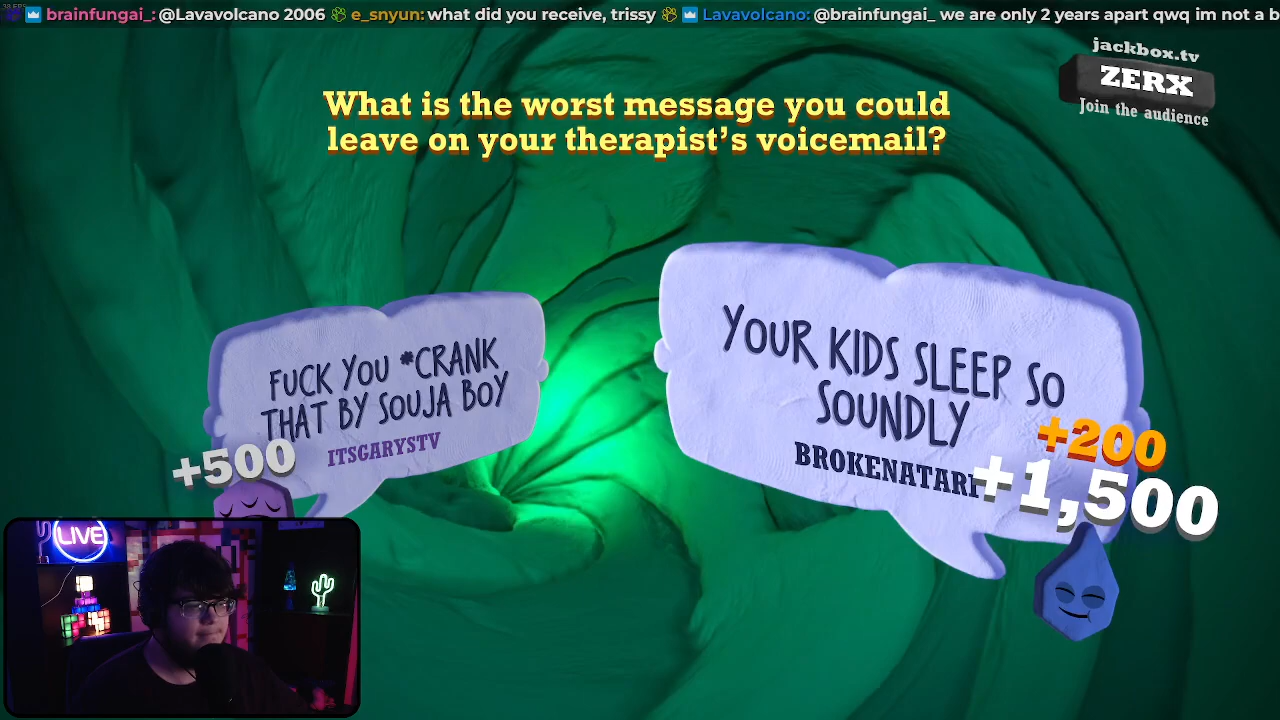 38 FPS
brainfungai_: @Lavavolcano 2006 e_snyun: what did you receive, trissy Lavavolcano: @brainfungai_ we are only 2 years apart qwq im not a b
jackbox.tv
ZERX
Join the audience
What is the worst message you could
leave on your therapist's voicemail?
FUCK YOU *CRANK
THAT BY SOUJA BOY
ITSGARYSTV
+500
YOUR KIDS SLEEP SO
SOUNDLY
BROKENATARI
+200
+1,500
LIVE